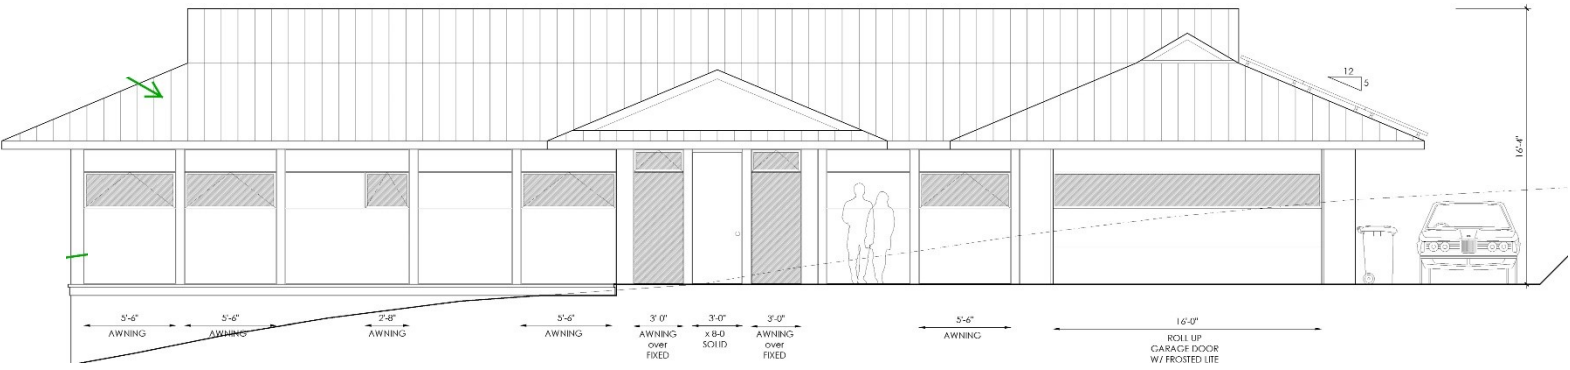 12
5
16'-4"
5'-6"
AWNING
5'-6"
AWNING
2'-8"
AWNING
5'-6"
AWNING
3' 0"
AWNING
over
FIXED
3'-0"
x 8-0
SOLID
3'-0"
AWNING
over
FIXED
5'-6"
AWNING
16'-0"
ROLL UP
GARAGE DOOR
W/ FROSTED LITE